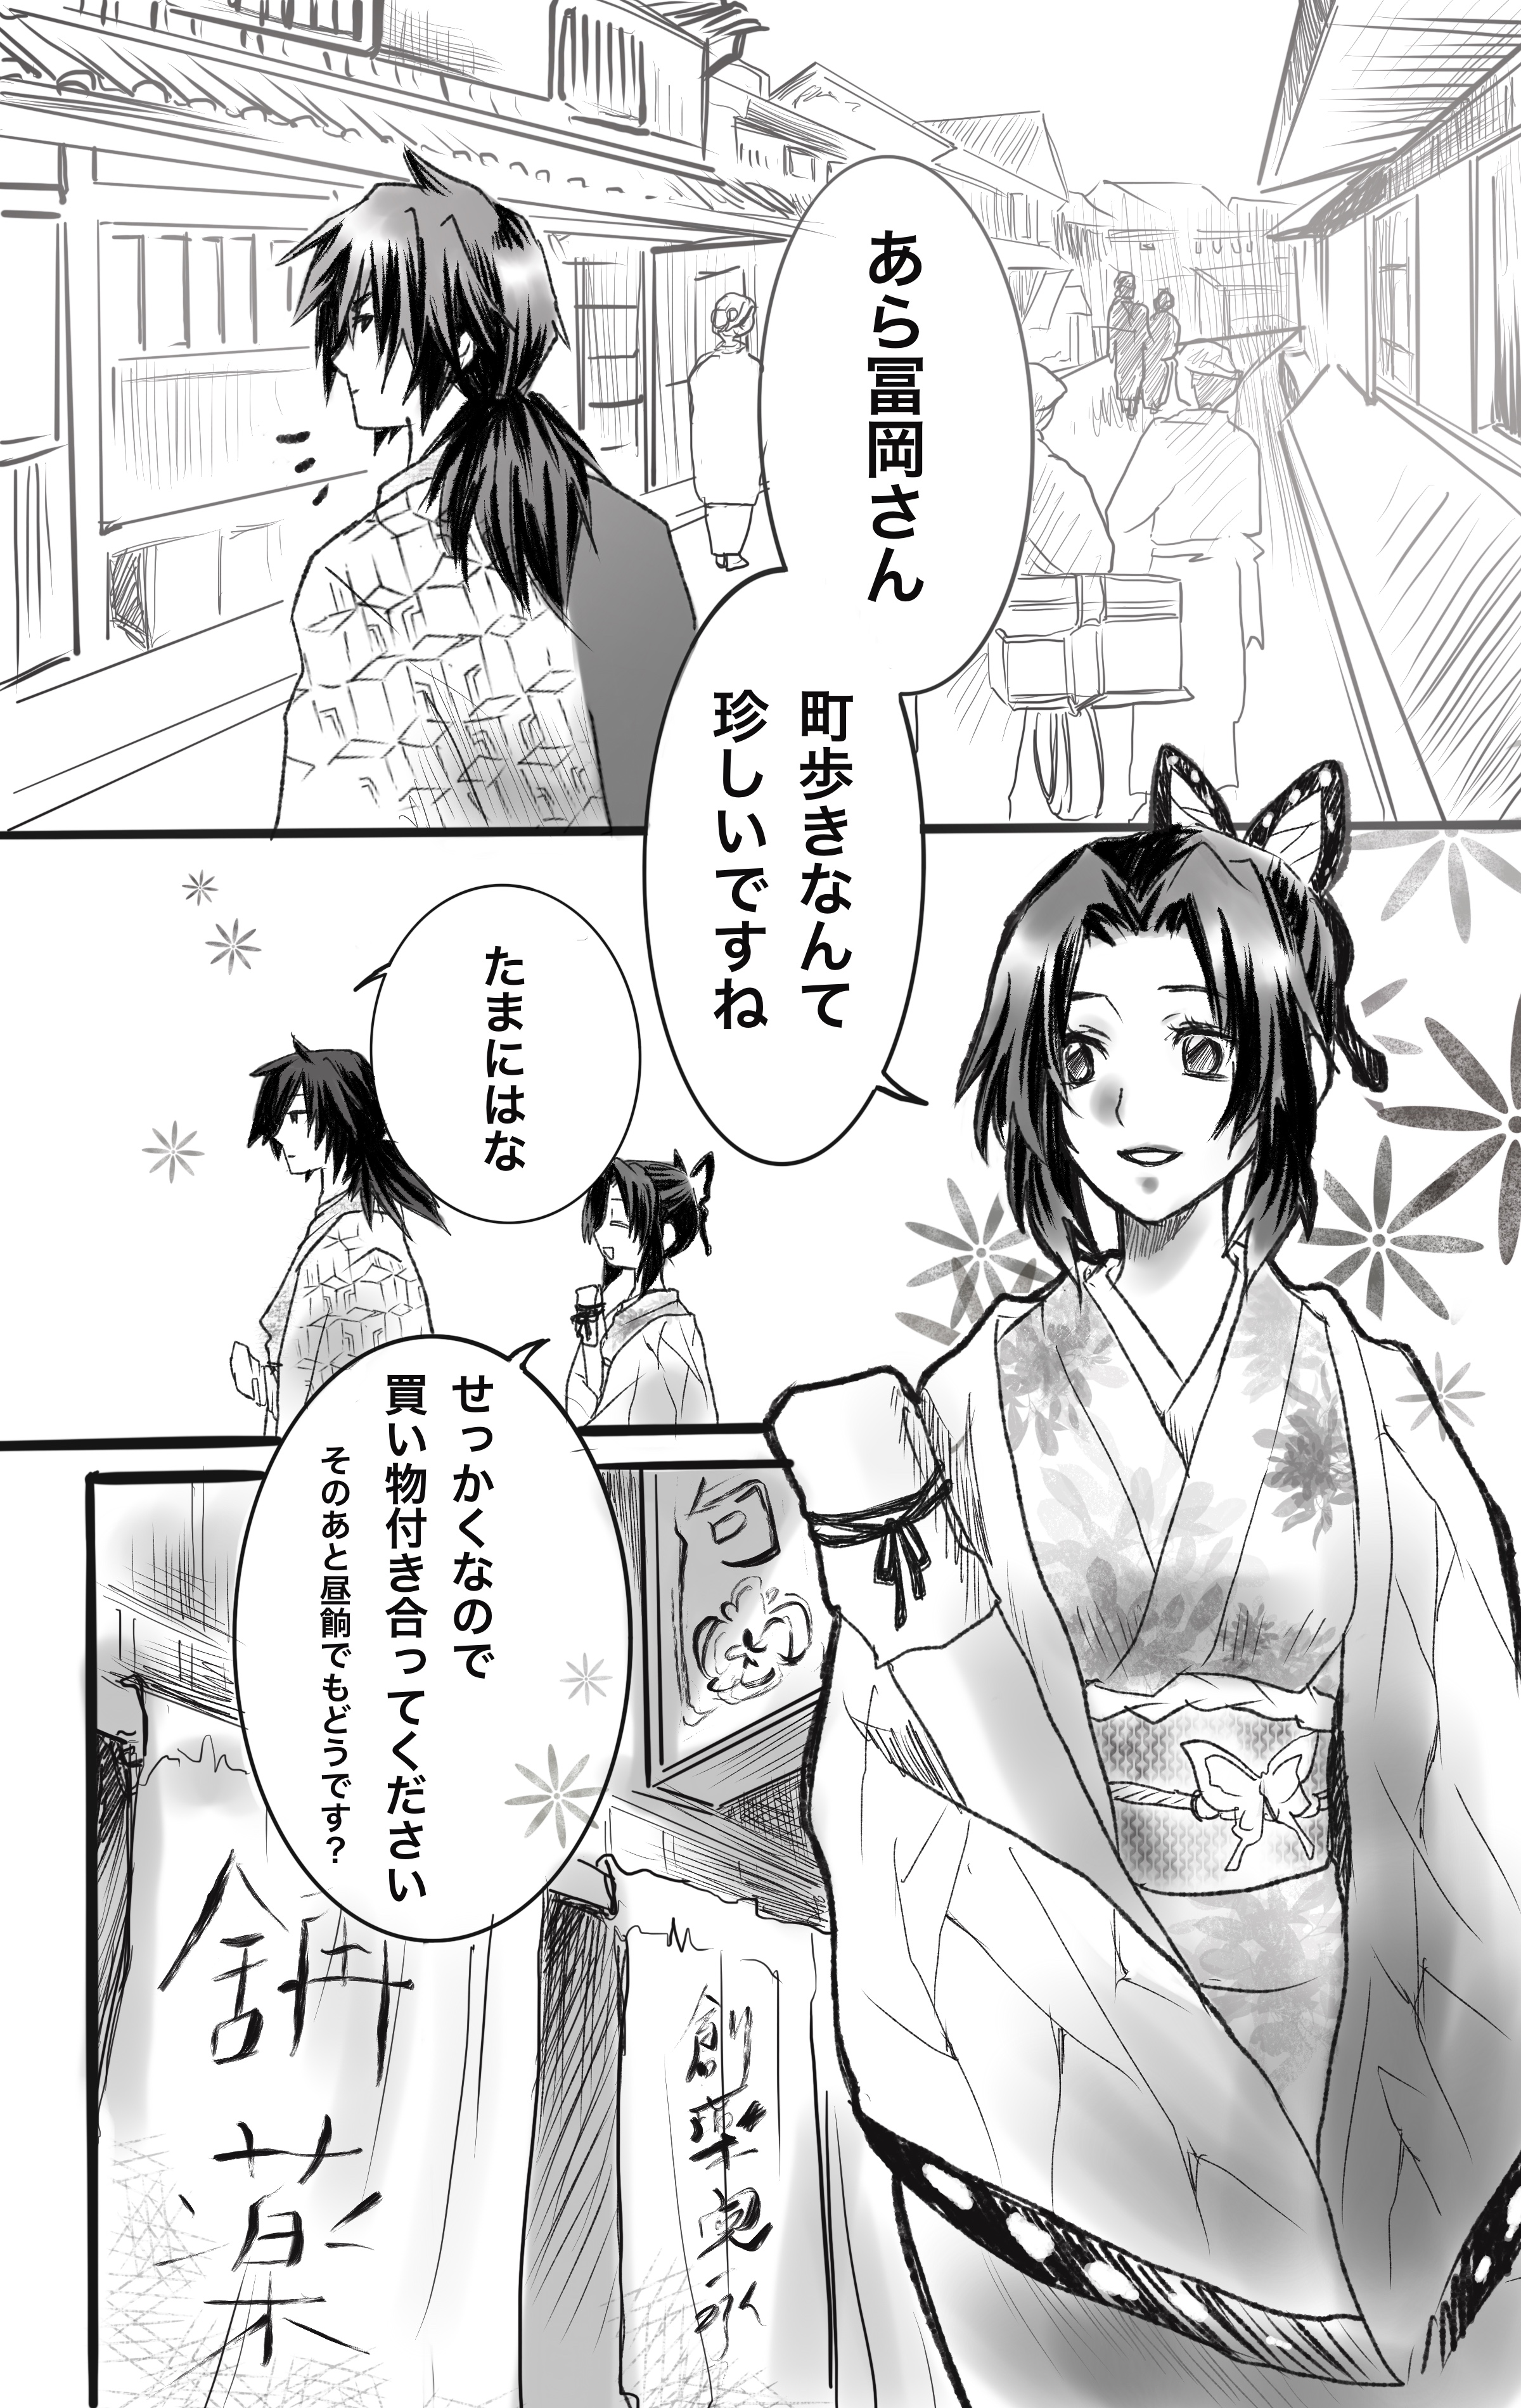 あら冨岡さん
町歩きなんて
珍しいですね
たまにはな
せっかくなので
買い物付き合ってください
そのあと昼餉でもどうです？
舗
薬